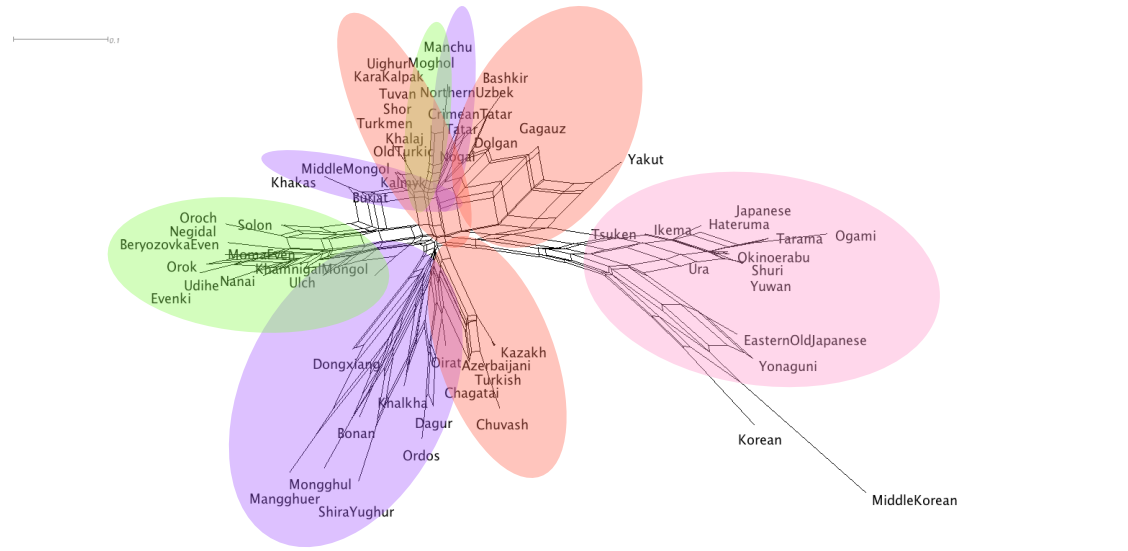 0.1
Manchu
Uighur Moghol
KaraKalpak
Bashkir
Tuvan NorthernUzbek
Shor
CrimeanTatar
Turkmen
Tatar
Gagauz
Khalaj
Dolgan
OldTurkic
Nogai
Yakut
MiddleMongol
Khakas
Kalmyk
Buriat
Oroch
Solon
Negidal
BeryozovkaEven
MomaEven
Orok
KhamnigalMongol
Udihe
Nanai
Ulch
Evenki
Japanese
Hateruma
Tsuken
Ikema
Tarama
Ogami
Okinoerabu
Ura
Shuri
Yuwan
EasternOldJapanese
Yonaguni
Korean
MiddleKorean
Kazakh
Dongxiang
Oirat
Azerbaijani
Turkish
Chagatai
Khalkha
Dagur
Chuvash
Bonan
Ordos
Mongghul
Mangghuer
ShiraYughur